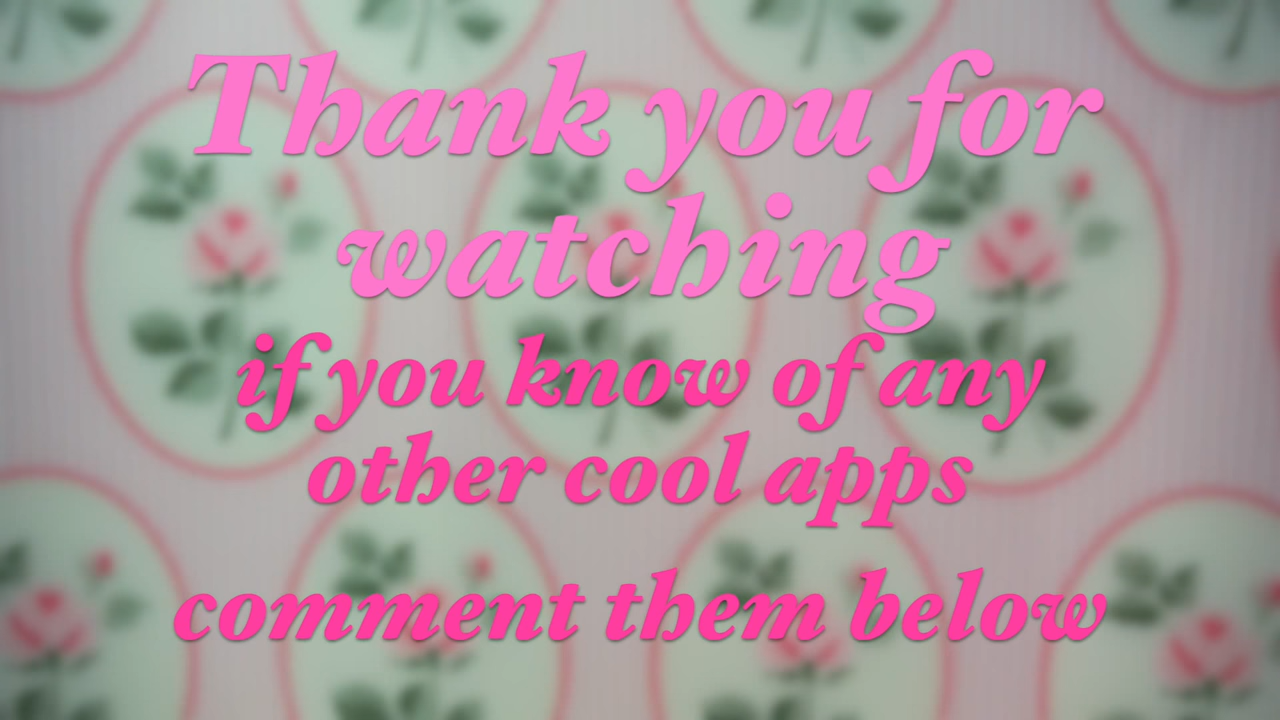 Thank you for
watching
if you know of any
other cool apps
comment them below